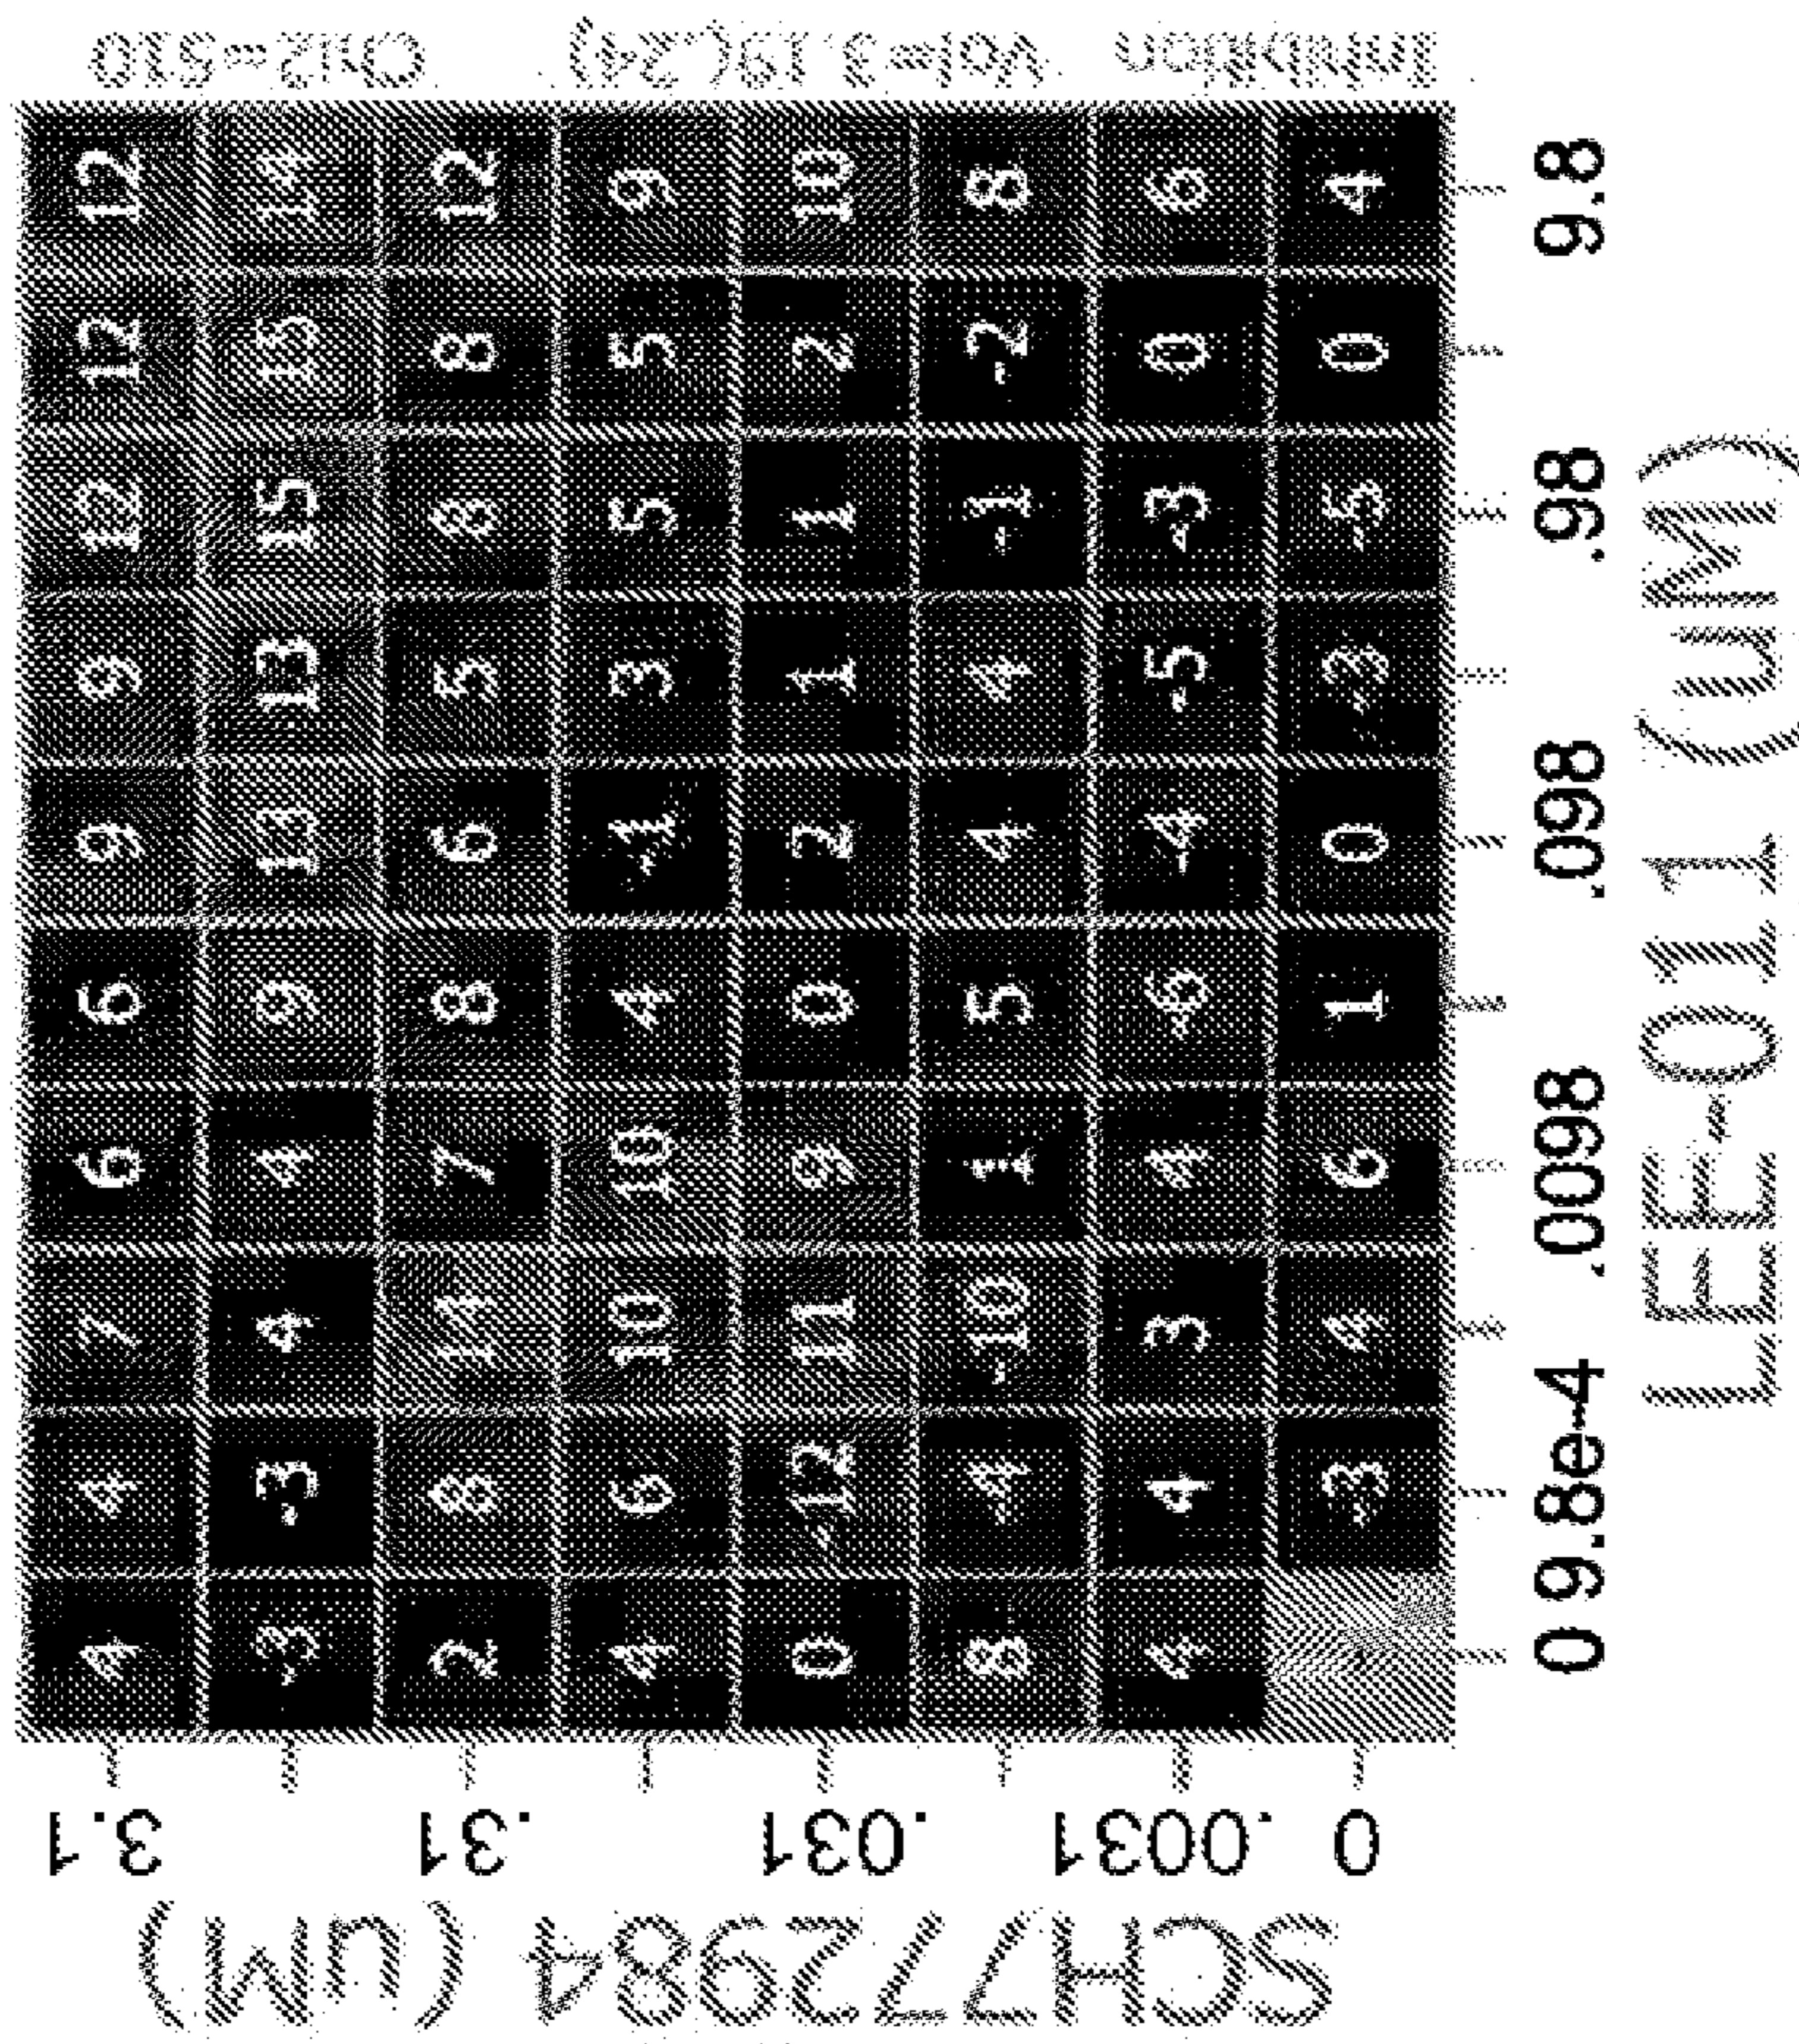 SCH772984 (uM)
3.1 4 4 7 6 6 9 9 12 12 12
-3 -3 4 4 9 11 13 15 15 14
.31 2 8 14 7 8 6 5 8 8 12
4 6 10 10 4 -1 3 5 5 9
.031 0 -12 11 9 0 2 1 1 2 10
8 -4 -10 1 5 4 4 -1 -2 8
.0031 4 4 3 4 -6 -4 -5 -3 0 6
0 -3 4 6 1 0 -3 -5 0 4
0 9.8e-4 .0098 .098 .98 9.8
LEE-011 (uM)
Inhibition
Vol=3.19(.24)
Chi2=510